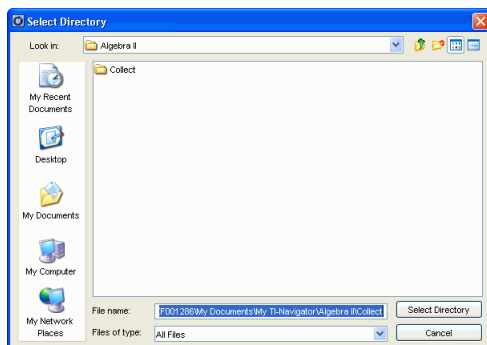 Select Directory
Look in:
Algebra II
Collect
My Recent
Documents
Desktop
My Documents
My Computer
My Network
Places
File name:
F001286\My Documents\My TI-Navigator\Algebra II\Collect
Select Directory
Files of type:
All Files
Cancel